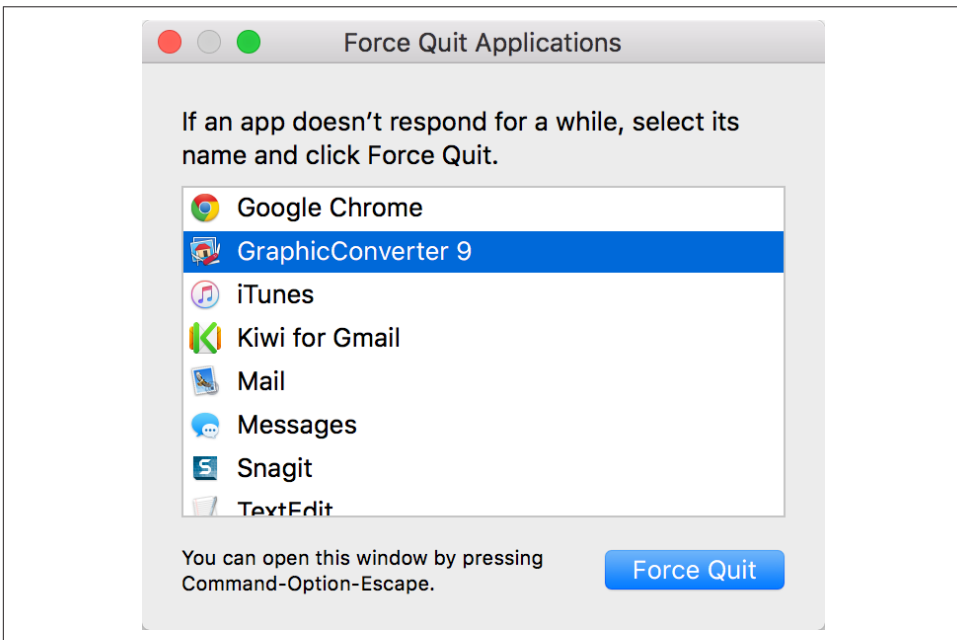 Force Quit Applications
If an app doesn't respond for a while, select its
name and click Force Quit.
Google Chrome
GraphicConverter 9
iTunes
Kiwi for Gmail
Mail
Messages
Snagit
TextEdit
You can open this window by pressing
Command-Option-Escape.
Force Quit